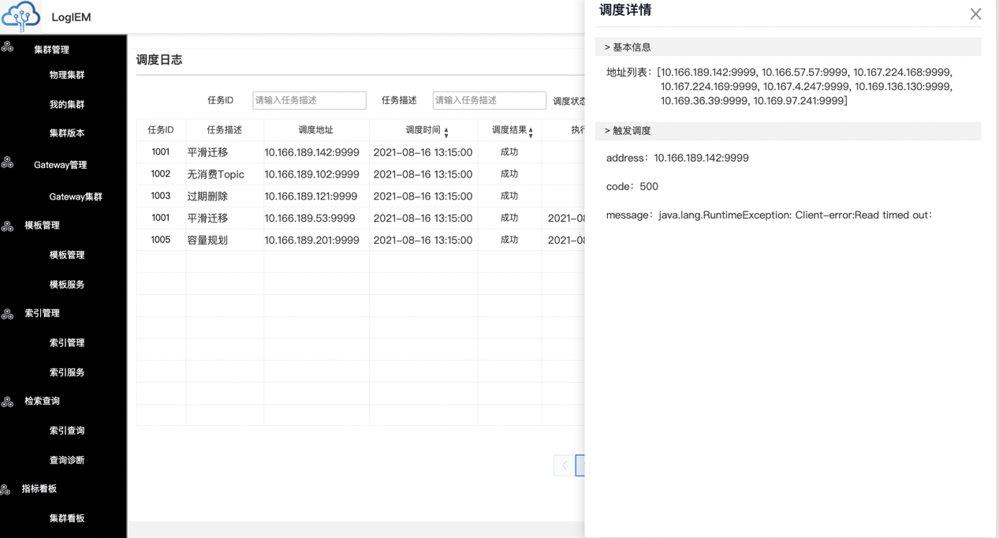 LogIEM
集群管理
物理集群
我的集群
集群版本
Gateway管理
Gateway集群
模板管理
模板管理
模板服务
索引管理
索引管理
索引服务
检索查询
索引查询
查询诊断
指标看板
集群看板
调度日志
任务ID 请输入任务描述 任务描述 请输入任务描述 调度状态
任务ID 任务描述 调度地址 调度时间 调度结果 执行
1001 平滑迁移 10.166.189.142:9999 2021-08-16 13:15:00 成功
1002 无消费Topic 10.166.189.102:9999 2021-08-16 13:15:00 成功
1003 过期删除 10.166.189.121:9999 2021-08-16 13:15:00 成功
1001 平滑迁移 10.166.189.53:9999 2021-08-16 13:15:00 成功 2021-08
1005 容量规划 10.166.189.201:9999 2021-08-16 13:15:00 成功 2021-08
调度详情
> 基本信息
地址列表：[10.166.189.142:9999, 10.166.57.57:9999, 10.167.224.168:9999,
10.167.224.169:9999, 10.167.4.247:9999, 10.169.136.130:9999,
10.169.36.39:9999, 10.169.97.241:9999]
> 触发调度
address：10.166.189.142:9999
code：500
message：java.lang.RuntimeException: Client-error:Read timed out：